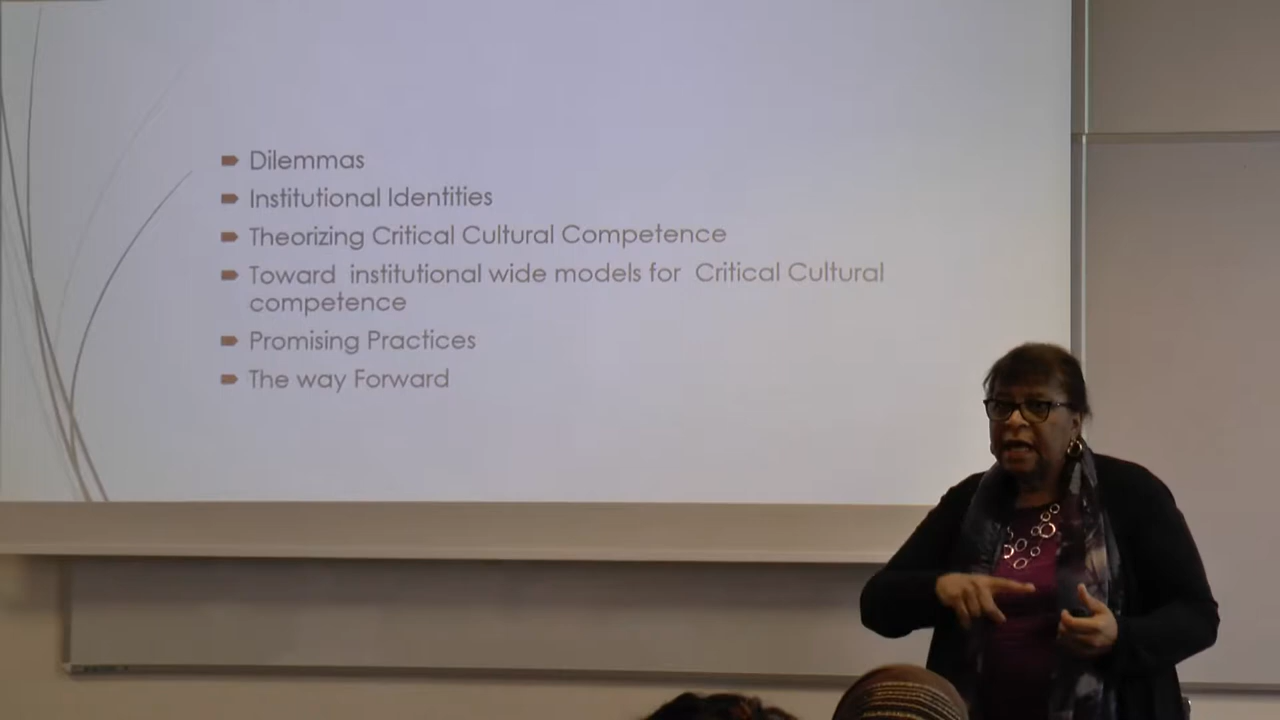 Dilemmas
Institutional Identities
Theorizing Critical Cultural Competence
Toward  institutional wide models for  Critical Cultural
competence
Promising Practices
The way Forward